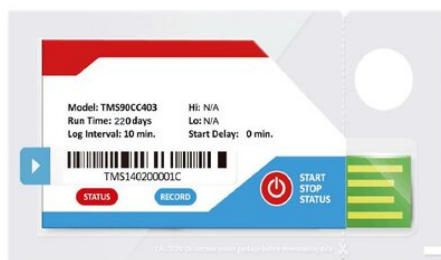 Model: TMS90CC403 Hi: N/A
Run Time: 220 days Lo: N/A
Log Interval: 10 min. Start Delay: 0 min.
TMS140200001C
STATUS RECORD
START
STOP
STATUS